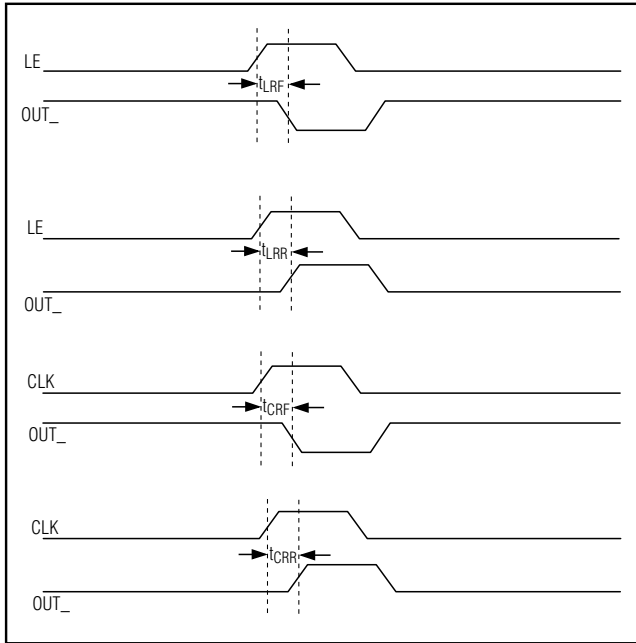 LE
tLRF
OUT_
LE
tLRR
OUT_
CLK
tCRF
OUT_
CLK
tCRR
OUT_